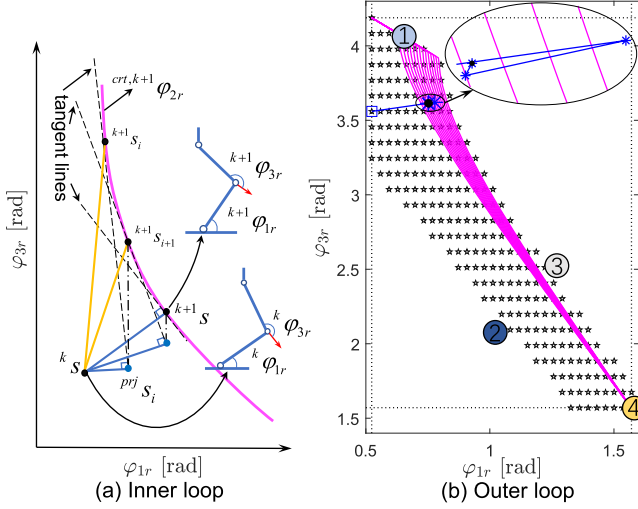 φ3r [rad]
tangent lines
crt,k+1 φ2r
k+1 si
k+1 si+1
k+1 s
k s
prj si
k+1 φ3r
k+1 φ1r
k φ3r
k φ1r
φ1r [rad]
(a) Inner loop
φ3r [rad]
4
3.5
3
2.5
2
1.5
0.5
1
1.5
1
2
3
4
φ1r [rad]
(b) Outer loop